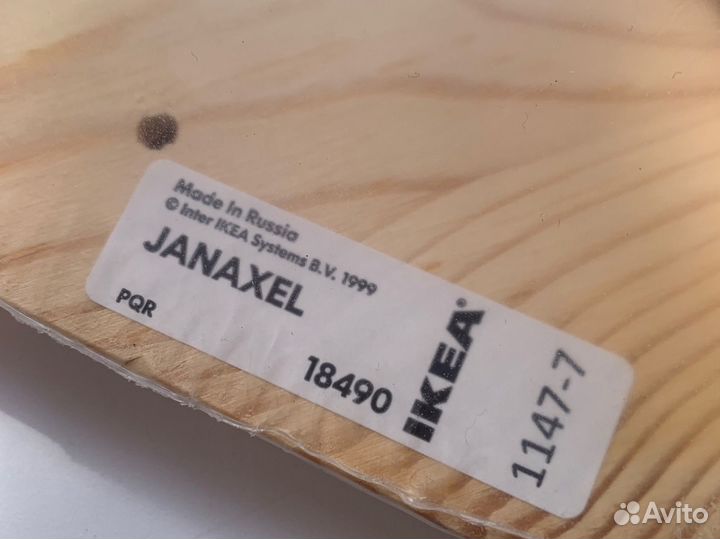 Made In Russia
© Inter IKEA Systems B.V. 1999
JANAXEL
PQR
18490
IKEA®
1147-7
Avito